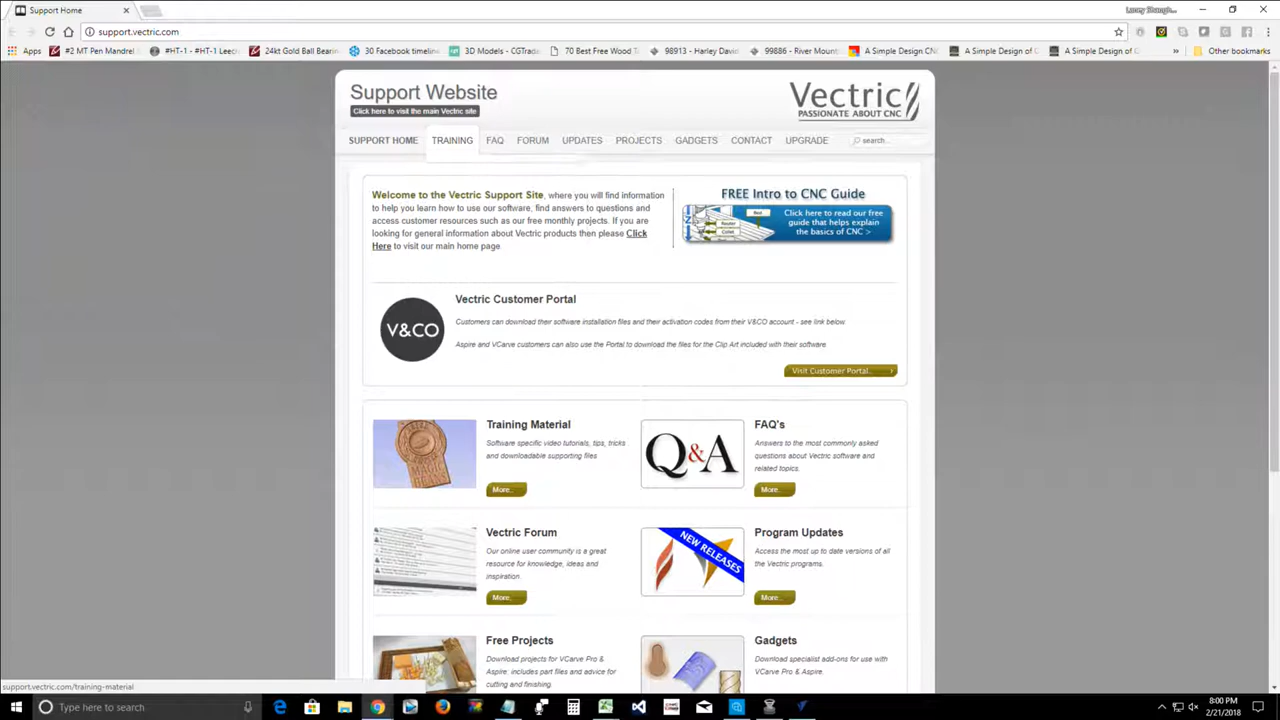 Support Home
support.vectric.com
Apps
#2 MT Pen Mandrel
#HT-1 - #HT-1 Leec
24kt Gold Ball Bear
30 Facebook timeline
3D Models - CGTrad
70 Best Free Wood T
98913 - Harley David
99886 - River Mount
A Simple Design CN
A Simple Design of C
A Simple Design of C
»
Other bookmarks
Support Website
Click here to visit the main Vectric site
Vectric
PASSIONATE ABOUT CNC
SUPPORT HOME TRAINING FAQ FORUM UPDATES PROJECTS GADGETS CONTACT UPGRADE search...
Welcome to the Vectric Support Site, where you will find information
to help you learn how to use our software, find answers to questions and
access customer resources such as our free monthly projects. If you are
looking for general information about Vectric products then please Click
Here to visit our main home page
FREE Intro to CNC Guide
Click here to read our free
guide that helps explain
the basics of CNC >
Vectric Customer Portal
V&CO
Customers can download their software installation files and their activation codes from their V&CO account - see link below.
Aspire and VCarve customers can also use the Portal to download the files for the Clip Art included with their software.
Visit Customer Portal..
Training Material
Software specific video tutorials, tips, tricks
and downloadable supporting files
More..
Q&A
FAQ's
Answers to the most commonly asked
questions about Vectric software and
related topics.
More..
Vectric Forum
Our online user community is a great
resource for knowledge, ideas and
inspiration.
More..
NEW RELEASES
Program Updates
Access the most up to date versions of all
the Vectric programs.
More..
Free Projects
Download projects for VCarve Pro &
Aspire: includes part files and advice for
cutting and finishing.
Gadgets
Download specialist add-ons for use with
VCarve Pro & Aspire.
support.vectric.com/training-material
Type here to search
8:00 PM
2/21/2018